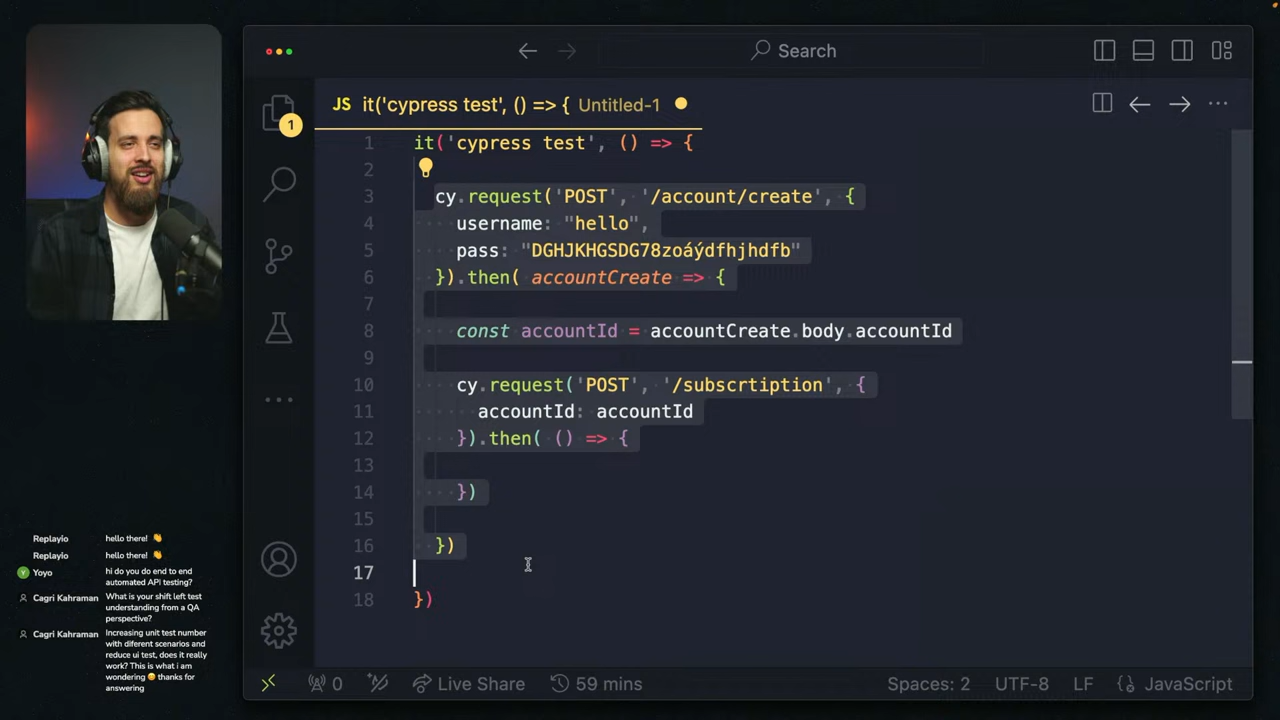 Search
JS it('cypress test', () => { Untitled-1
1
1 it('cypress test', () => {
2
3 cy.request('POST', '/account/create', {
4 username: "hello",
5 pass: "DGHJKHGSDG78zoáýdfhjhdfb"
6 }).then( accountCreate => {
7
8 const accountId = accountCreate.body.accountId
9
10 cy.request('POST', '/subscrtiption', {
11 accountId: accountId
12 }).then( () => {
13
14 })
15
16 })
17
18 })
Replayio hello there! 👏
Replayio hello there! 👏
Y Yoyo hi do you do end to end
automated API testing?
Cagri Kahraman What is your shift left test
understanding from a QA
perspective?
Cagri Kahraman Increasing unit test number
with diferent scenarios and
reduce ui test, does it really
work? This is what i am
wondering 😊 thanks for
answering
0 Live Share 59 mins Spaces: 2 UTF-8 LF {} JavaScript